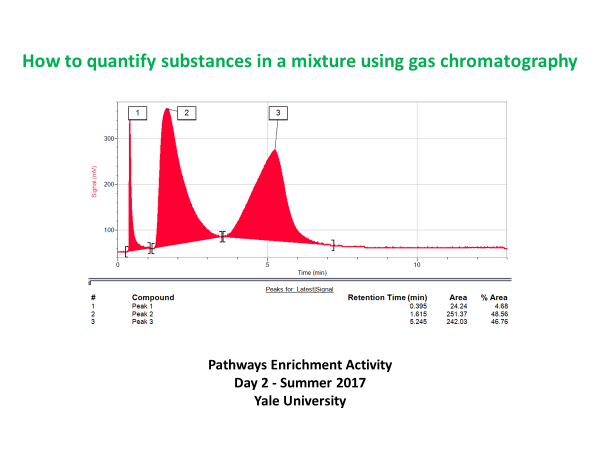 How to quantify substances in a mixture using gas chromatography
1 2 3
Signal (mV)
300
200
100
0 5 10
Time (min)
Peaks for Latest|Signal
# Compound Retention Time (min) Area % Area
1 Peak 1 0.395 24.24 4.68
2 Peak 2 1.615 251.37 48.56
3 Peak 3 5.245 242.03 46.76
Pathways Enrichment Activity
Day 2 - Summer 2017
Yale University